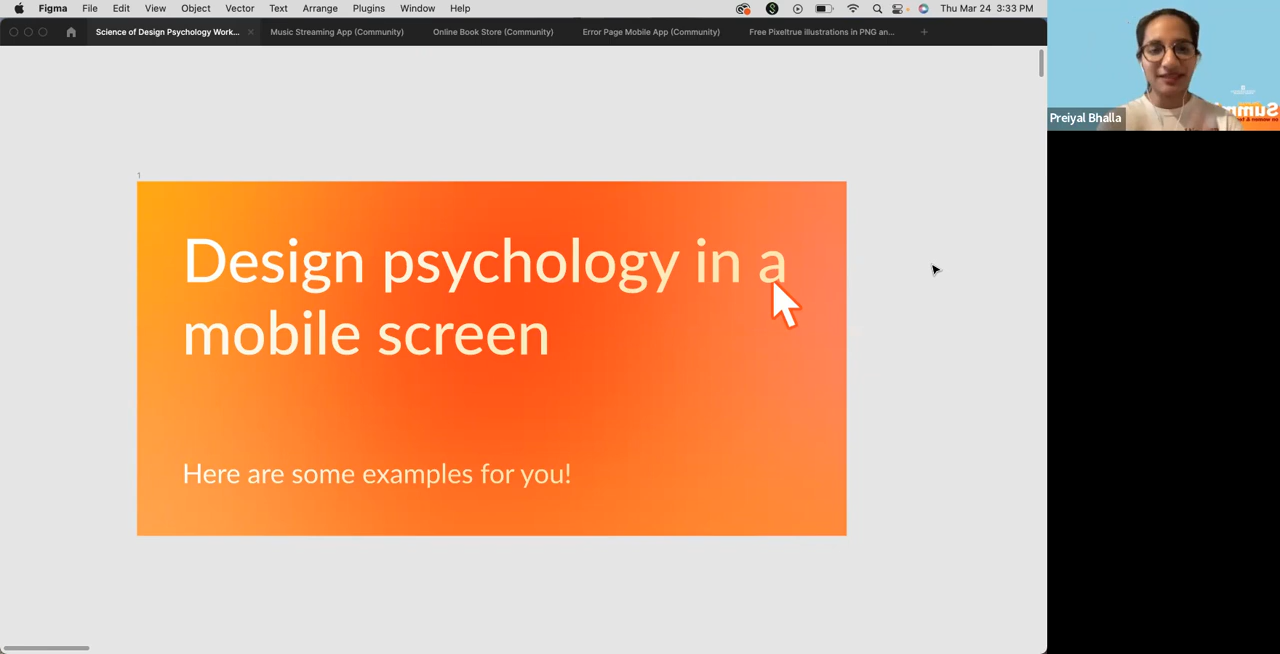 Figma File Edit View Object Vector Text Arrange Plugins Window Help Thu Mar 24 3:33 PM
Science of Design Psychology Work... Music Streaming App (Community) Online Book Store (Community) Error Page Mobile App (Community) Free Pixeltrue illustrations in PNG an...
1
Design psychology in a
mobile screen
Here are some examples for you!
Preiyal Bhalla